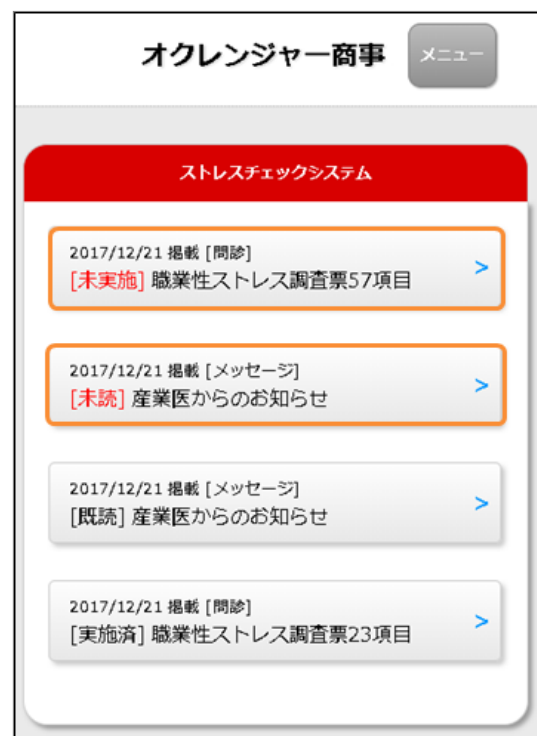 オクレンジャー商事
メニュー
ストレスチェックシステム
2017/12/21 掲載 [問診]
[未実施] 職業性ストレス調査票57項目
>
2017/12/21 掲載 [メッセージ]
[未読] 産業医からのお知らせ
>
2017/12/21 掲載 [メッセージ]
[既読] 産業医からのお知らせ
>
2017/12/21 掲載 [問診]
[実施済] 職業性ストレス調査票23項目
>